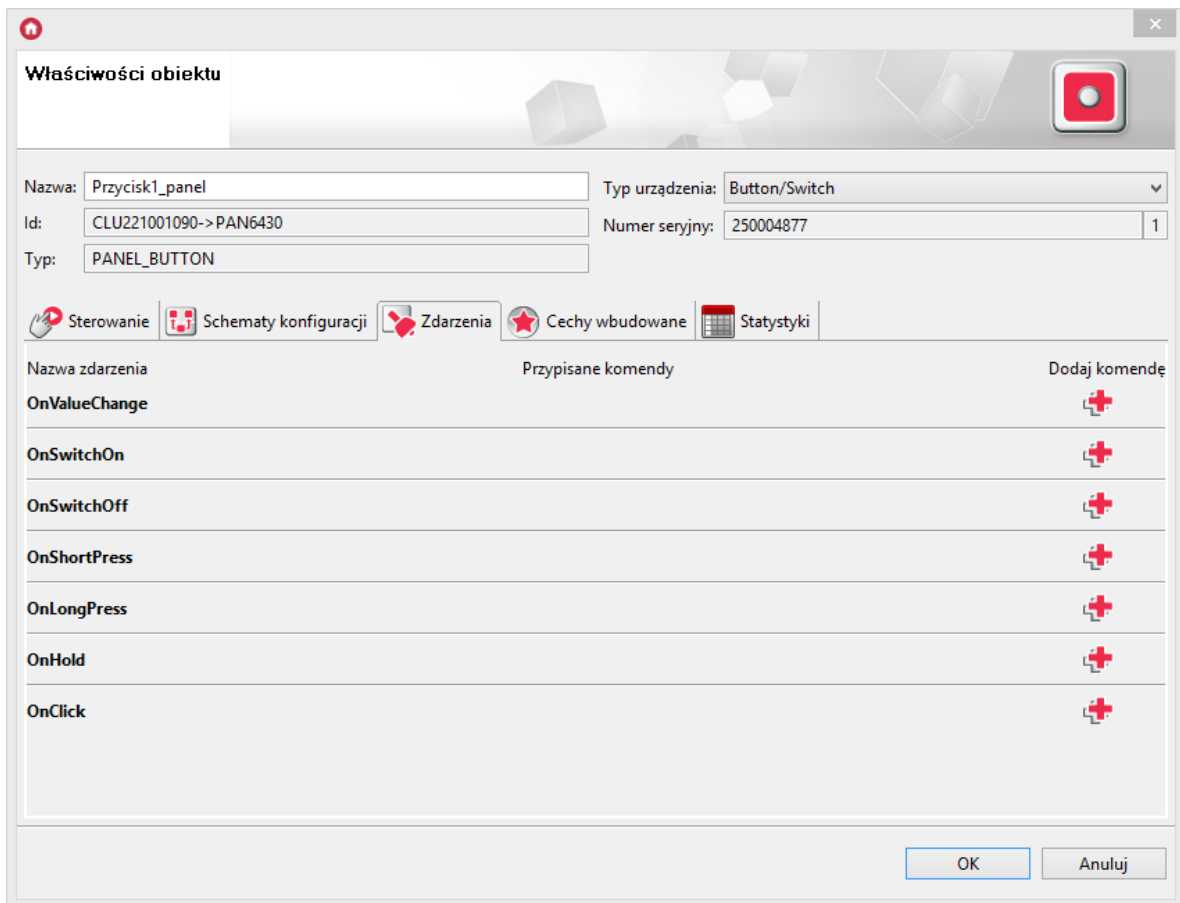 Właściwości obiektu
Nazwa: Przycisk1_panel Typ urządzenia: Button/Switch
Id: CLU221001090->PAN6430 Numer seryjny: 250004877 1
Typ: PANEL_BUTTON
Sterowanie Schematy konfiguracji Zdarzenia Cechy wbudowane Statystyki
Nazwa zdarzenia Przypisane komendy Dodaj komendę
OnValueChange
OnSwitchOn
OnSwitchOff
OnShortPress
OnLongPress
OnHold
OnClick
OK Anuluj